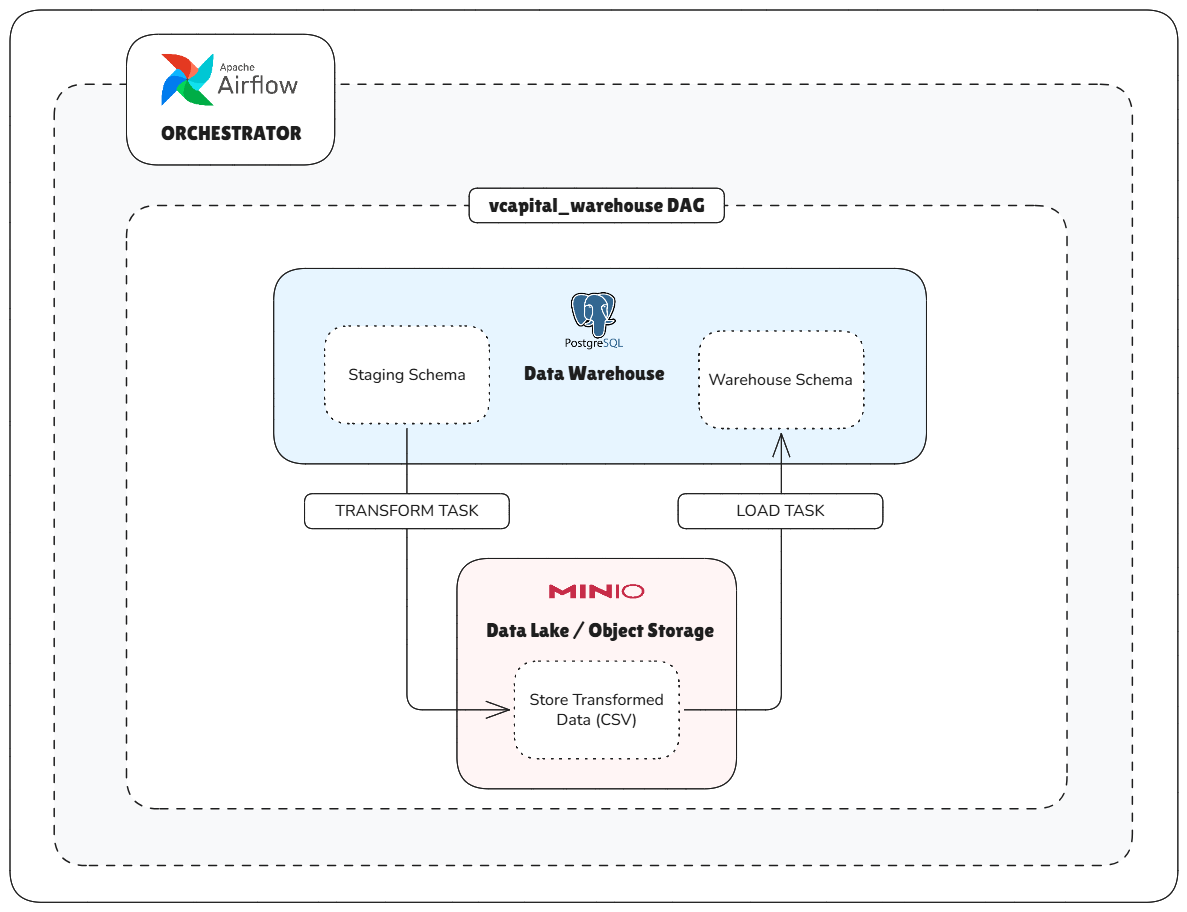 Apache
Airflow
ORCHESTRATOR
vcapital_warehouse DAG
PostgreSQL
Data Warehouse
Staging Schema
Warehouse Schema
TRANSFORM TASK
LOAD TASK
MINIO
Data Lake / Object Storage
Store Transformed
Data (CSV)